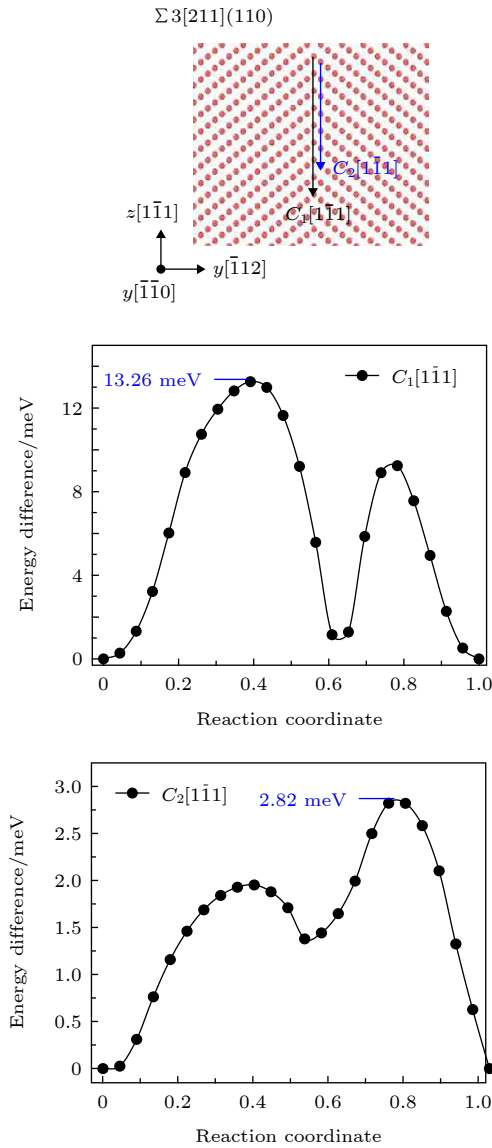 Σ3[211](110)
C₂[11̄1]
C₁[11̄1]
z[11̄1]
y[1̄12]
y[1̄1̄0]
13.26 meV
C₁[11̄1]
12
8
4
0
Energy difference/meV
0 0.2 0.4 0.6 0.8 1.0
Reaction coordinate
C₂[11̄1]
2.82 meV
3.0
2.5
2.0
1.5
1.0
0.5
0
Energy difference/meV
0 0.2 0.4 0.6 0.8 1.0
Reaction coordinate